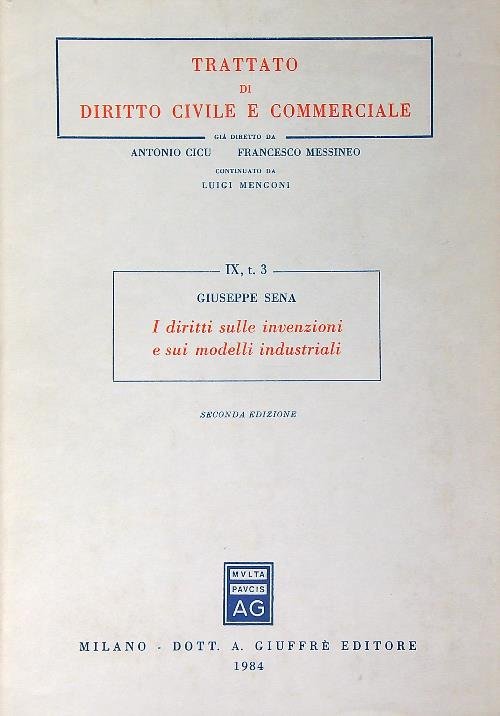 TRATTATO
DI
DIRITTO CIVILE E COMMERCIALE
GIÀ DIRETTO DA
ANTONIO CICU FRANCESCO MESSINEO
CONTINUATO DA
LUIGI MENGONI
IX, t. 3
GIUSEPPE SENA
I diritti sulle invenzioni
e sui modelli industriali
SECONDA EDIZIONE
MVLTA
PAVCIS
AG
MILANO - DOTT. A. GIUFFRÈ EDITORE
1984